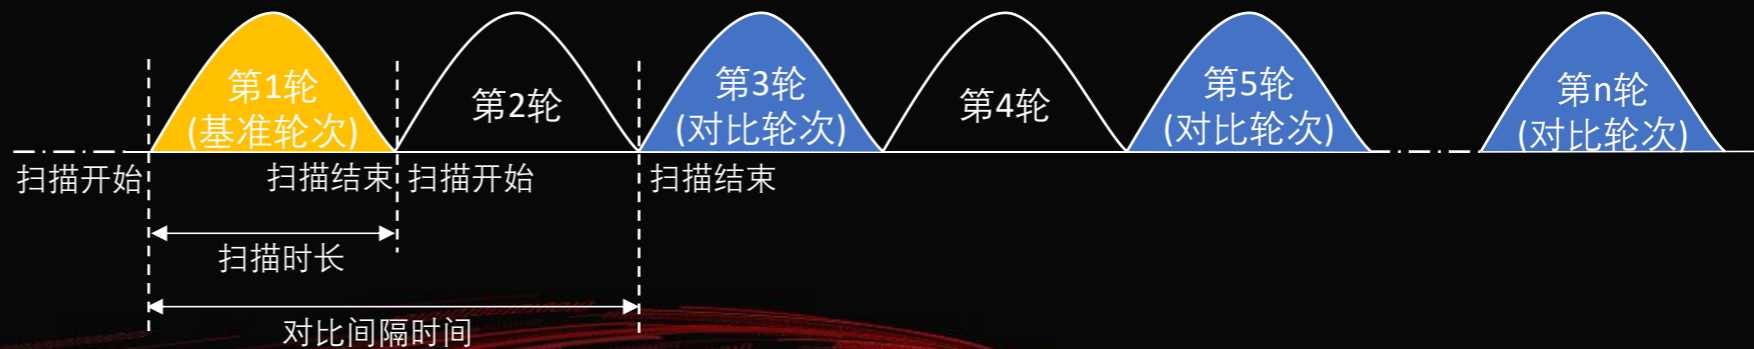 第1轮
(基准轮次)
第2轮
第3轮
(对比轮次)
第4轮
第5轮
(对比轮次)
第n轮
(对比轮次)
扫描开始
扫描结束
扫描开始
扫描结束
扫描时长
对比间隔时间